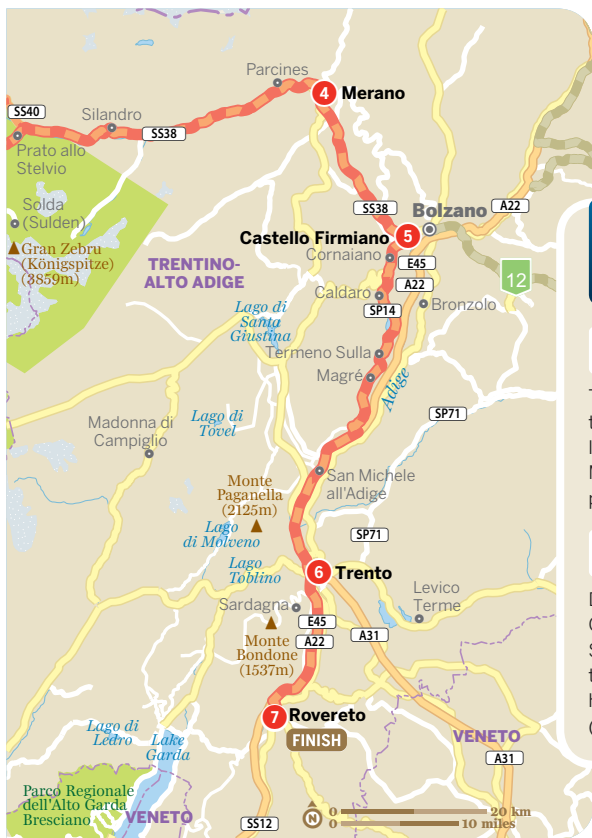 Parcines
4 Merano
SS40
Silandro
SS38
Prato allo
Stelvio
Solda
(Sulden)
Gran Zebru
(Königspitze)
(3859m)
TRENTINO-
ALTO ADIGE
SS38
Bolzano
A22
Castello Firmiano 5
Cornaiano
E45
A22
12
Caldaro
SP14
Bronzolo
Lago di
Santa
Giustina
Termeno Sulla
Magré
Adige
SP71
Madonna di
Campiglio
Lago di
Tovel
San Michele
all'Adige
Monte
Paganella
(2125m)
Lago
di Molveno
SP71
Lago
Toblino
6 Trento
Levico
Terme
Sardagna
E45
A22
A31
Monte
Bondone
(1537m)
7 Rovereto
FINISH
Lago di
Ledro
Lake
Garda
VENETO
A31
Parco Regionale
dell'Alto Garda
Bresciano
VENETO
SS12
N
0 20 km
0 10 miles